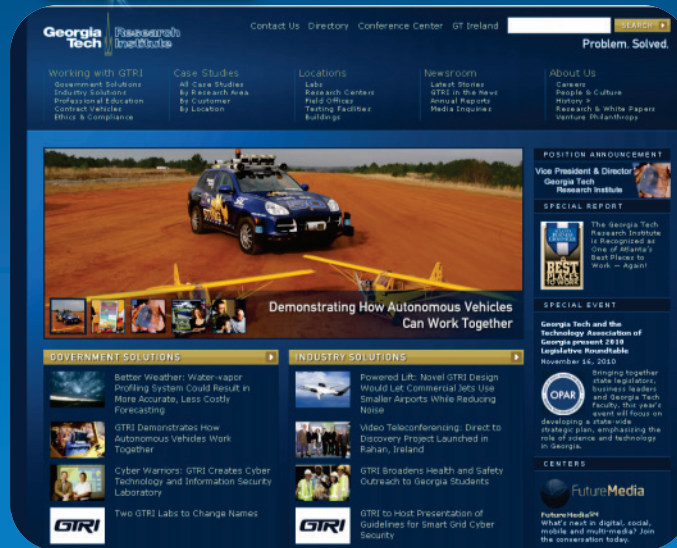 Georgia Research
Tech Institute
Contact Us Directory Conference Center GT Ireland
SEARCH
Problem. Solved.
Working with GTRI
Government Solutions
Industry Solutions
Professional Education
Contract Vehicles
Ethics & Compliance
Case Studies
All Case Studies
By Research Area
By Customer
By Location
Locations
Labs
Research Centers
Field Offices
Testing Facilities
Buildings
Newsroom
Latest Stories
GTRI in the News
Annual Reports
Media Inquiries
About Us
Careers
People & Culture
History >
Research & White Papers
Venture Philanthropy
Demonstrating How Autonomous Vehicles
Can Work Together
GOVERNMENT SOLUTIONS
Better Weather: Water-vapor
Profiling System Could Result in
More Accurate, Less Costly
Forecasting
GTRI Demonstrates How
Autonomous Vehicles Work
Together
Cyber Warriors: GTRI Creates Cyber
Technology and Information Security
Laboratory
GTRI
Two GTRI Labs to Change Names
INDUSTRY SOLUTIONS
Powered Lift: Novel GTRI Design
Would Let Commercial Jets Use
Smaller Airports While Reducing
Noise
Video Teleconferencing: Direct to
Discovery Project Launched in
Rahan, Ireland
GTRI Broadens Health and Safety
Outreach to Georgia Students
GTRI
GTRI to Host Presentation of
Guidelines for Smart Grid Cyber
Security
POSITION ANNOUNCEMENT
Vice President & Director
Georgia Tech
Research Institute
SPECIAL REPORT
BEST
PLACES
TO WORK
The Georgia Tech
Research Institute
is Recognized as
One of Atlanta's
Best Places to
Work — Again!
SPECIAL EVENT
Georgia Tech and the
Technology Association of
Georgia present 2010
Legislative Roundtable
November 16, 2010
OPAR
Bringing together
state legislators,
business leaders
and Georgia Tech
Faculty, this year's
event will focus on
developing a state-wide
strategic plan, emphasizing the
role of science and technology
in Georgia.
CENTERS
FutureMedia
FutureMediaSM
What's next in digital, social,
mobile and multi-media? Join
the conversation today.